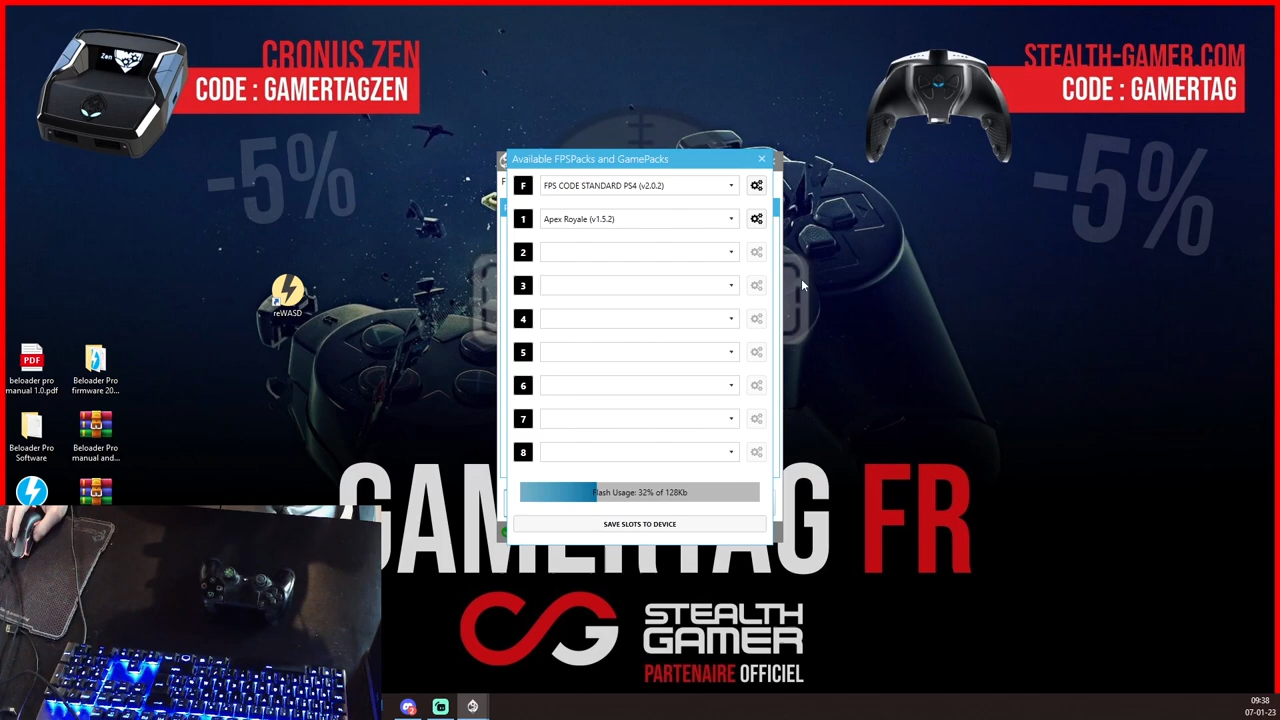 CRONUS ZEN
CODE : GAMERTAGZEN
-5%
STEALTH-GAMER.COM
CODE : GAMERTAG
-5%
Zen
Available FPSPacks and GamePacks
F FPS CODE STANDARD PS4 (v2.0.2)
1 Apex Royale (v1.5.2)
2
3
4
5
6
7
8
Flash Usage: 32% of 128Kb
SAVE SLOTS TO DEVICE
reWASD
PDF
beloader pro
manual 1.0.pdf
Beloader Pro
firmware 20...
Beloader Pro
Software
Beloader Pro
manual and...
GAMERTAG FR
STEALTH
GAMER
PARTENAIRE OFFICIEL
09:38
07-01-23